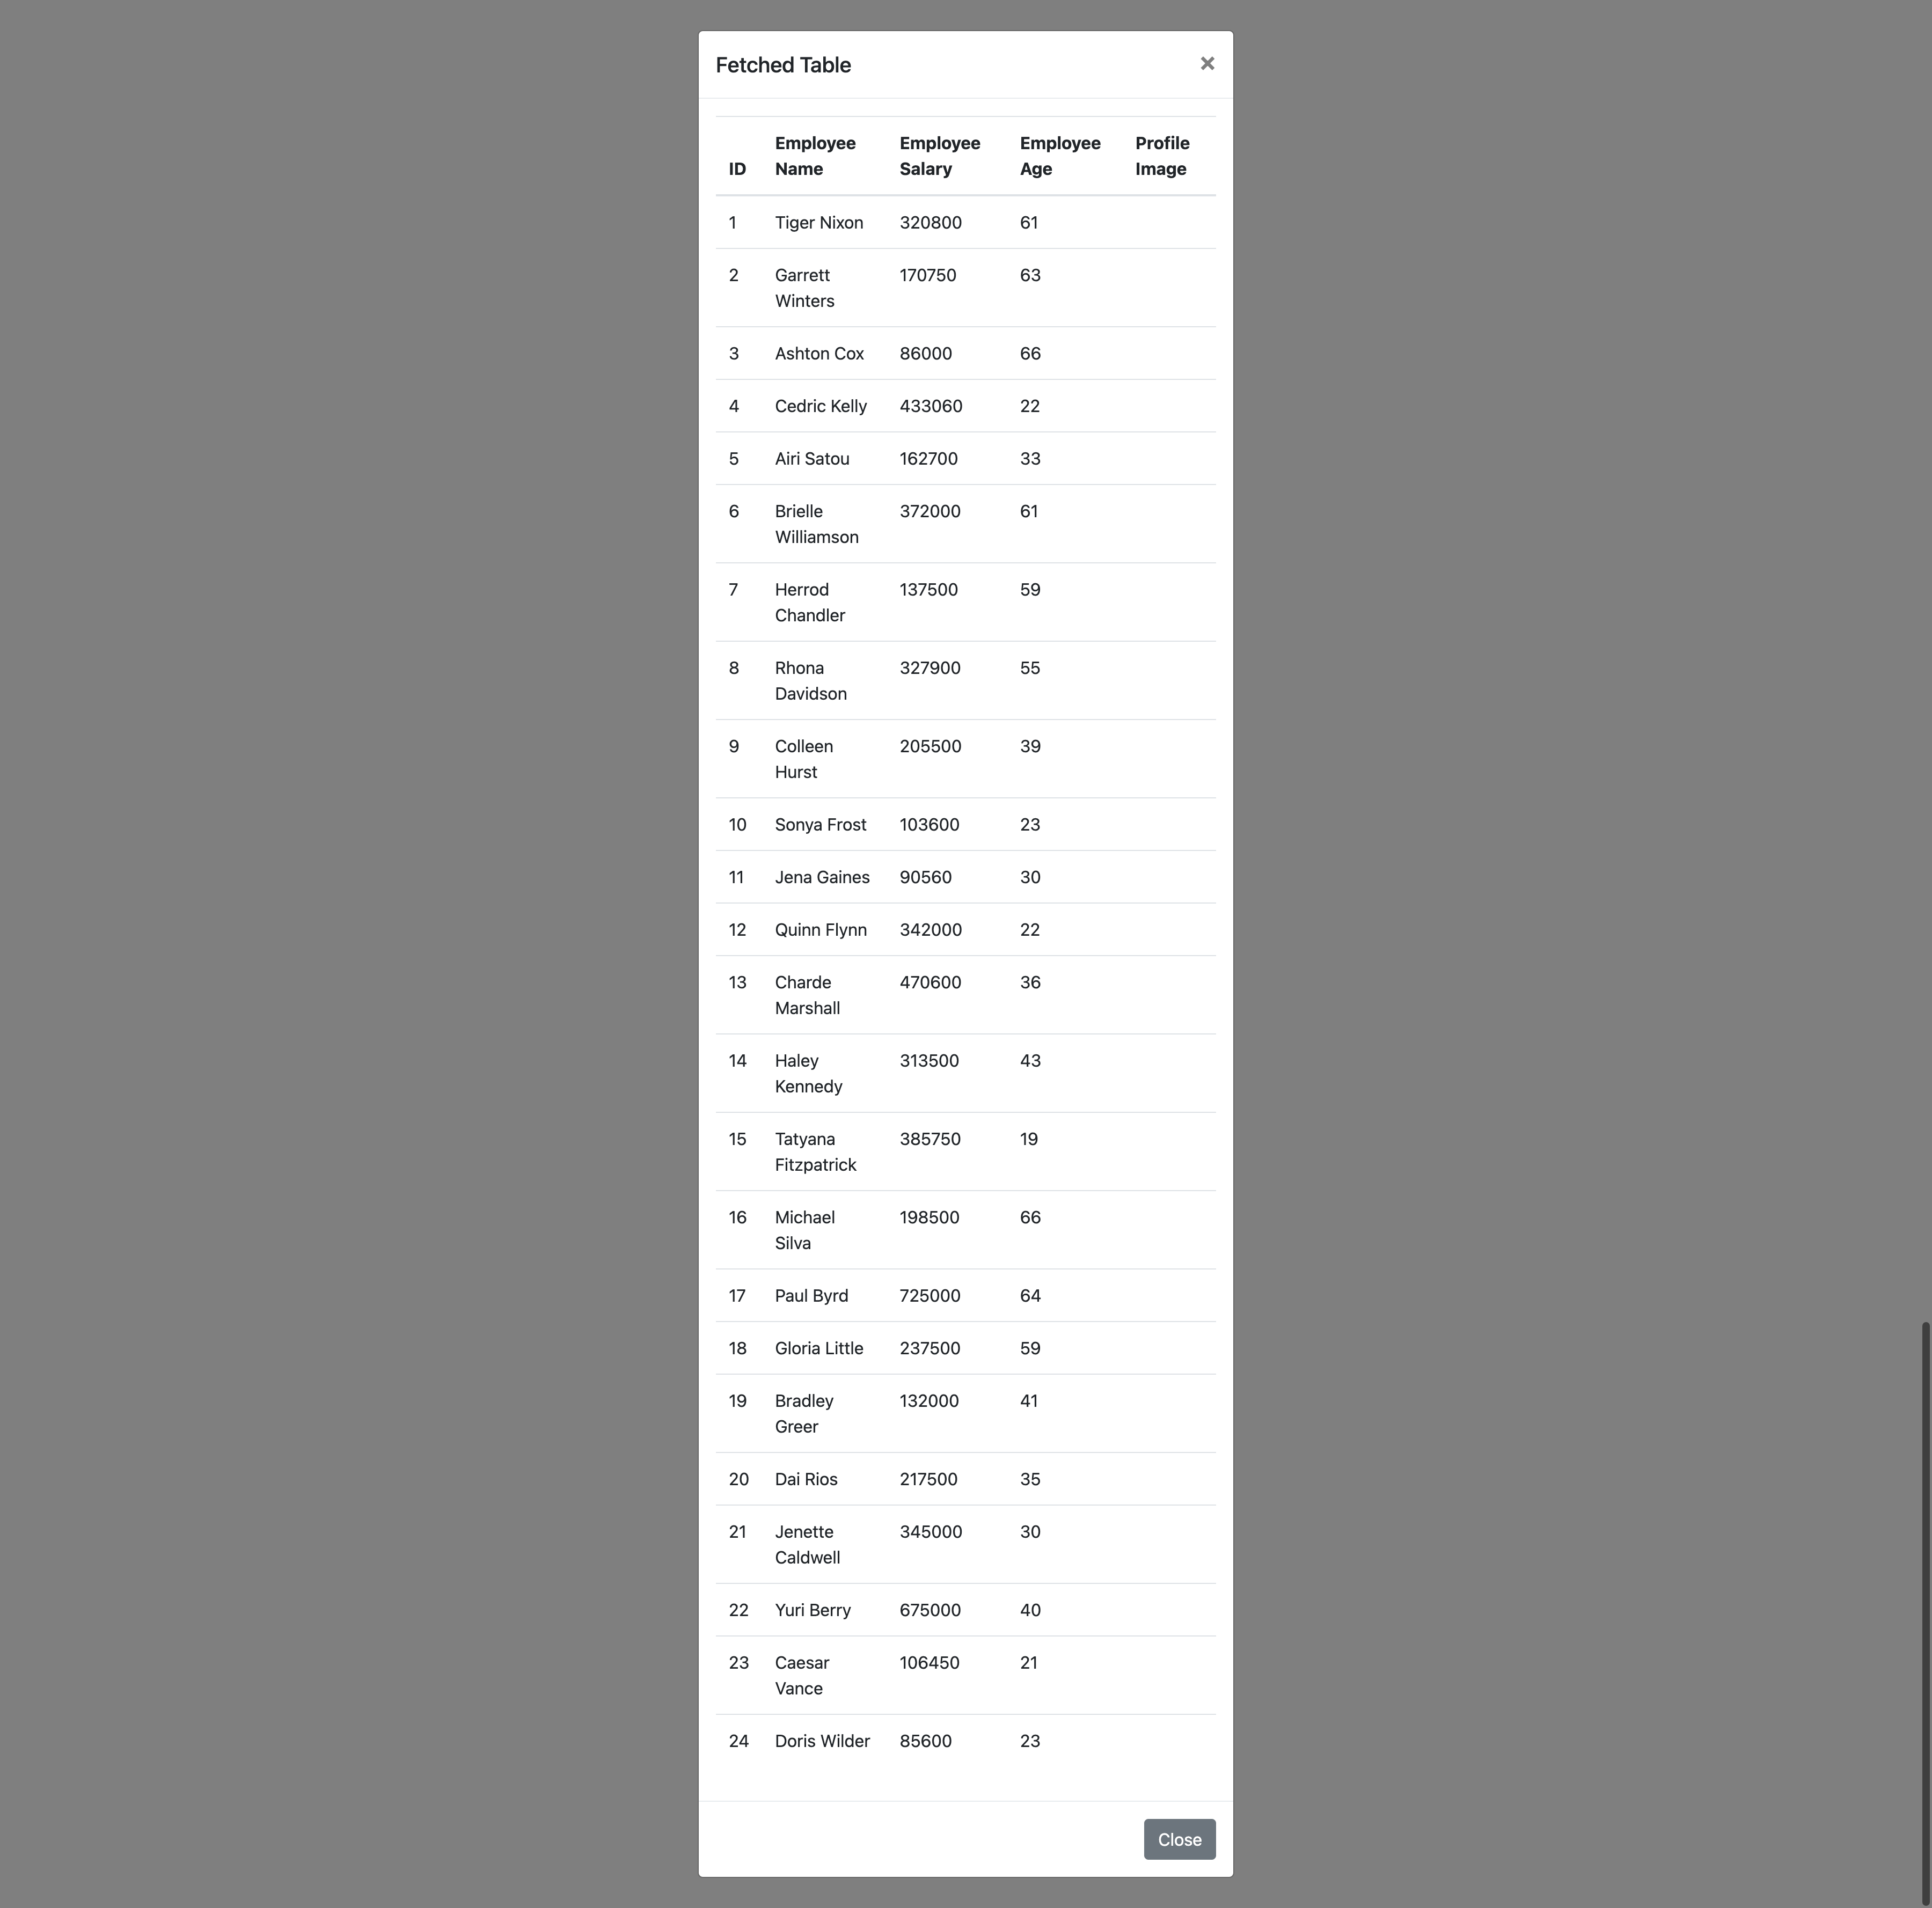 Fetched Table ×
ID Employee Name Employee Salary Employee Age Profile Image
1 Tiger Nixon 320800 61
2 Garrett Winters 170750 63
3 Ashton Cox 86000 66
4 Cedric Kelly 433060 22
5 Airi Satou 162700 33
6 Brielle Williamson 372000 61
7 Herrod Chandler 137500 59
8 Rhona Davidson 327900 55
9 Colleen Hurst 205500 39
10 Sonya Frost 103600 23
11 Jena Gaines 90560 30
12 Quinn Flynn 342000 22
13 Charde Marshall 470600 36
14 Haley Kennedy 313500 43
15 Tatyana Fitzpatrick 385750 19
16 Michael Silva 198500 66
17 Paul Byrd 725000 64
18 Gloria Little 237500 59
19 Bradley Greer 132000 41
20 Dai Rios 217500 35
21 Jenette Caldwell 345000 30
22 Yuri Berry 675000 40
23 Caesar Vance 106450 21
24 Doris Wilder 85600 23
Close